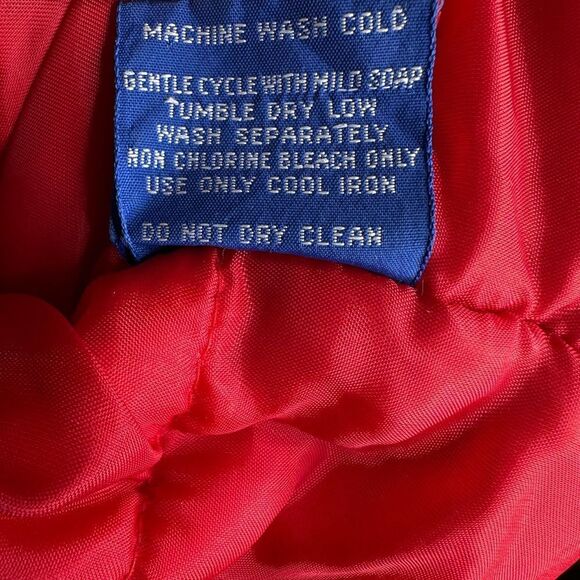 MACHINE WASH COLD
GENTLE CYCLE WITH MILD SOAP
TUMBLE DRY LOW
WASH SEPARATELY
NON CHLORINE BLEACH ONLY
USE ONLY COOL IRON
DO NOT DRY CLEAN